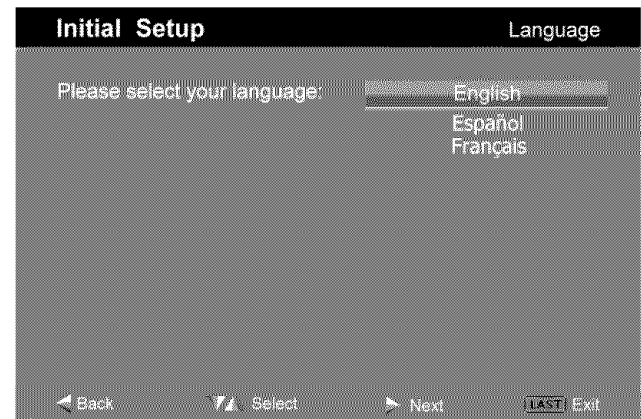 Initial Setup Language
Please select your language: English
Español
Français
Back Select Next LAST Exit